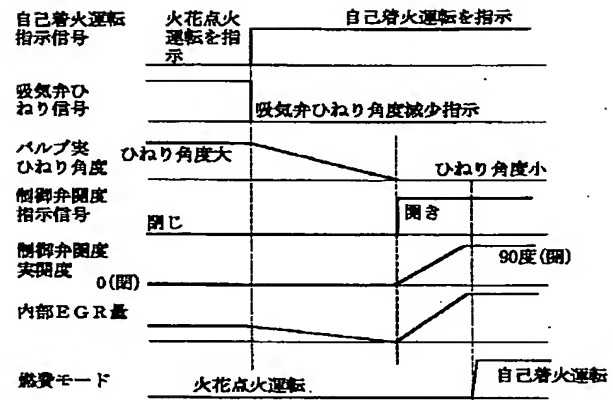 自己着火運転
指示信号
火花点火
運転を指
示
自己着火運転を指示
吸気弁ひ
ねり信号
吸気弁ひねり角度減少指示
バルブ実
ひねり角度
ひねり角度大
ひねり角度小
制御弁開度
指示信号
閉じ
開き
制御弁開度
実開度
0(閉)
90度(開)
内部EGR量
燃費モード
火花点火運転
自己着火運転